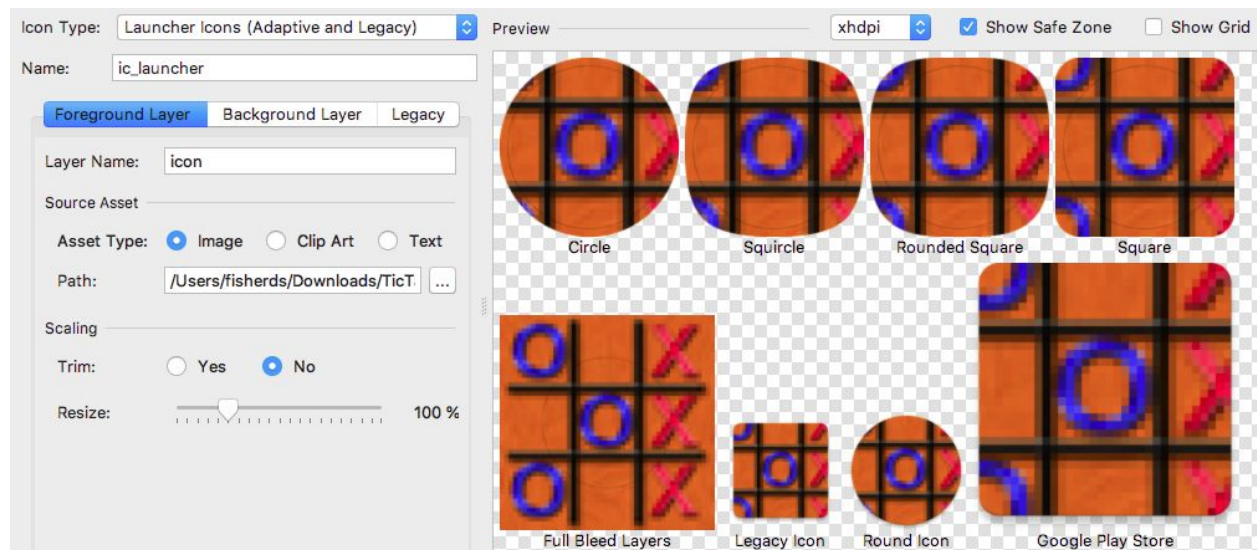 Icon Type: Launcher Icons (Adaptive and Legacy)
Preview xhdpi Show Safe Zone Show Grid
Name: ic_launcher
Foreground Layer Background Layer Legacy
Layer Name: icon
Source Asset
Asset Type: Image Clip Art Text
Path: /Users/fisherds/Downloads/TicT ...
Scaling
Trim: Yes No
Resize: 100 %
Circle Squircle Rounded Square Square
Full Bleed Layers Legacy Icon Round Icon Google Play Store